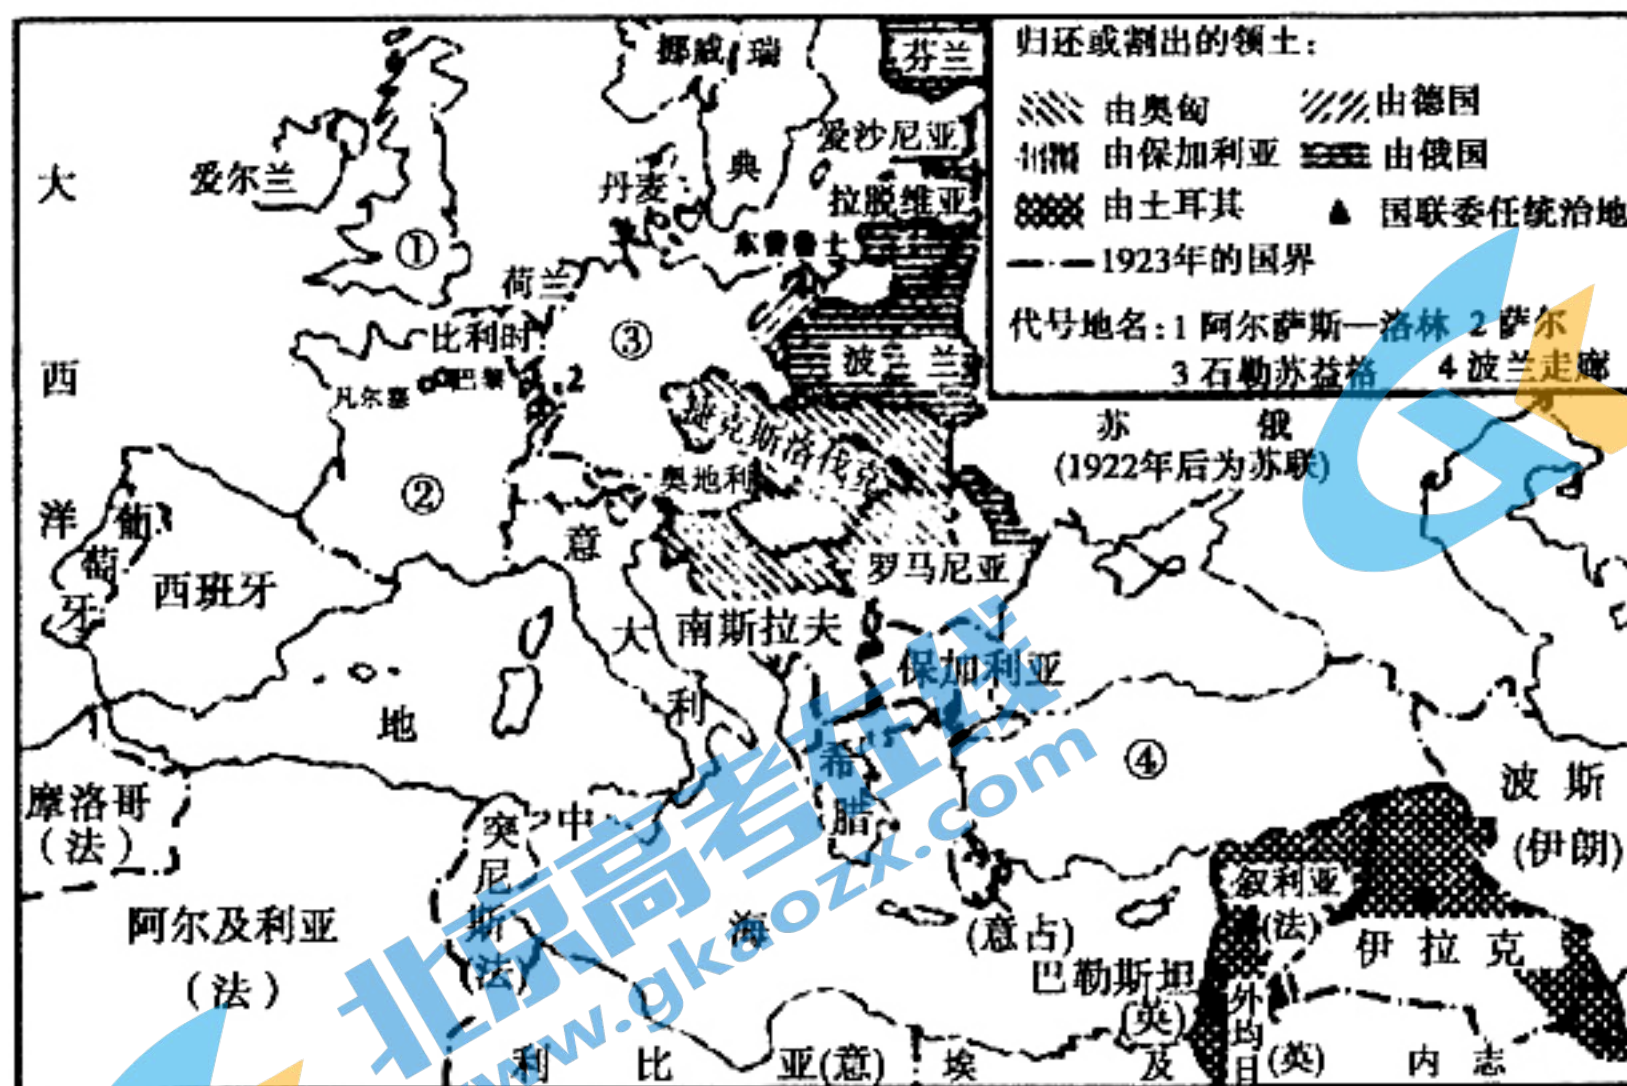 归还或割出的领土:
由奥匈 由德国
由保加利亚 由俄国
由土耳其 国联委任统治地
1923年的国界
代号地名:1 阿尔萨斯—洛林 2 萨尔
3 石勒苏益格 4 波兰走廊
挪威
瑞
典
芬兰
爱沙尼亚
拉脱维亚
丹麦
东普鲁士
爱尔兰
①
大
西
洋
荷兰
比利时
③
波兰
凡尔塞
巴黎
2
捷克斯洛伐克
苏俄
(1922年后为苏联)
奥地利
②
意
大
利
罗马尼亚
葡
萄
牙
西班牙
南斯拉夫
保加利亚
地
中
海
希
腊
④
波斯
(伊朗)
摩洛哥
(法)
突
尼
斯
(法)
阿尔及利亚
(法)
叙利亚
(法)
伊拉克
(意占)
巴勒斯坦
(英)
外
约
旦
(英)
利比亚(意)
埃及
内志
北京高考在线
www.gkaozx.com